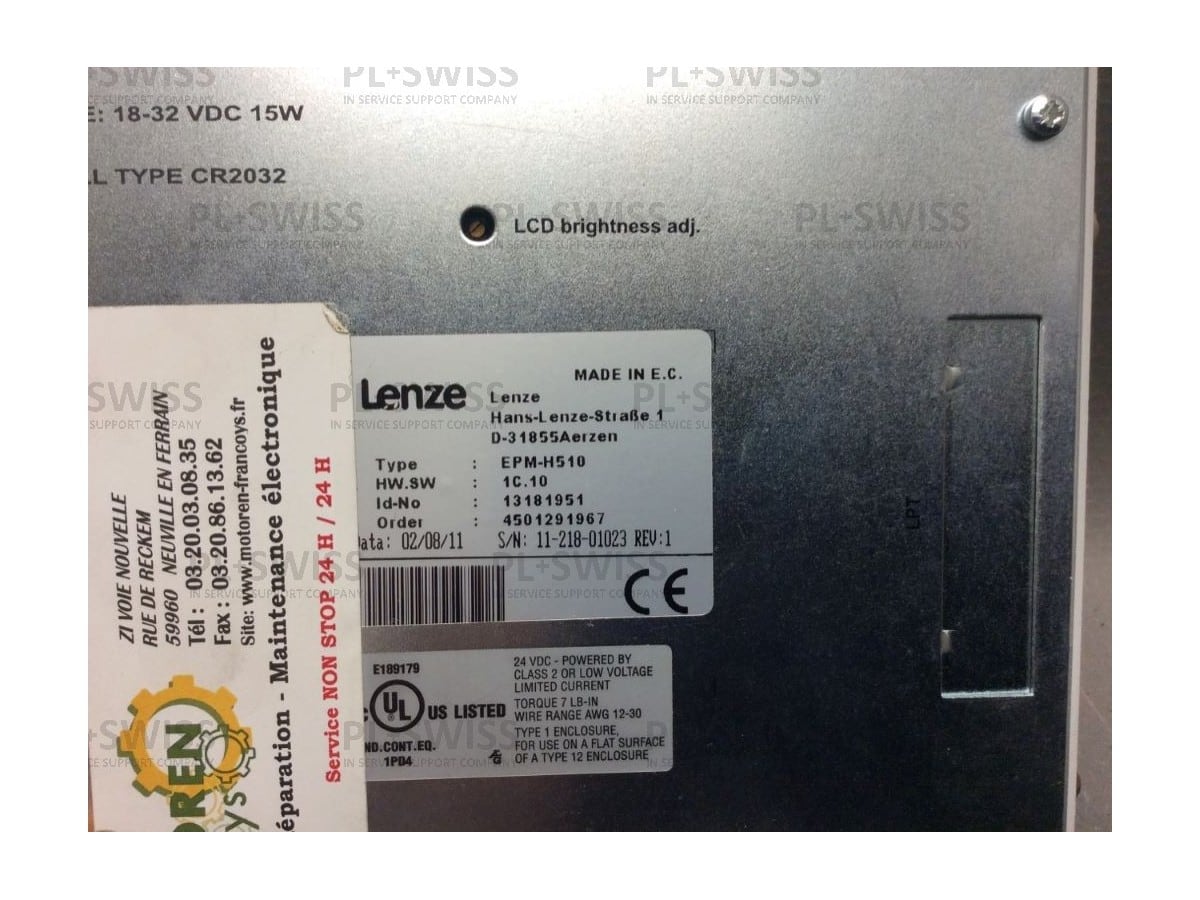 E: 18-32 VDC 15W
LL TYPE CR2032
LCD brightness adj.
Lenze
MADE IN E.C.
Lenze
Hans-Lenze-Straße 1
D-31855Aerzen
Type : EPM-H510
HW.SW : 1C.10
Id-No : 13181951
Order : 4501291967
Data: 02/08/11 S/N: 11-218-01023 REV:1
CE
LPT
E189179
c UL US LISTED
IND.CONT.EQ.
1PD4
24 VDC - POWERED BY
CLASS 2 OR LOW VOLTAGE
LIMITED CURRENT
TORQUE 7 LB-IN
WIRE RANGE AWG 12-30
TYPE 1 ENCLOSURE,
FOR USE ON A FLAT SURFACE
OF A TYPE 12 ENCLOSURE
ZI VOIE NOUVELLE
RUE DE RECKEM
59960 NEUVILLE EN FERRAIN
Tél : 03.20.03.08.35
Fax : 03.20.86.13.62
Site: www.motoren-francoys.fr
éparation - Maintenance électronique
Service NON STOP 24 H / 24 H
OREN
ys
PL+SWISS
IN SERVICE SUPPORT COMPANY